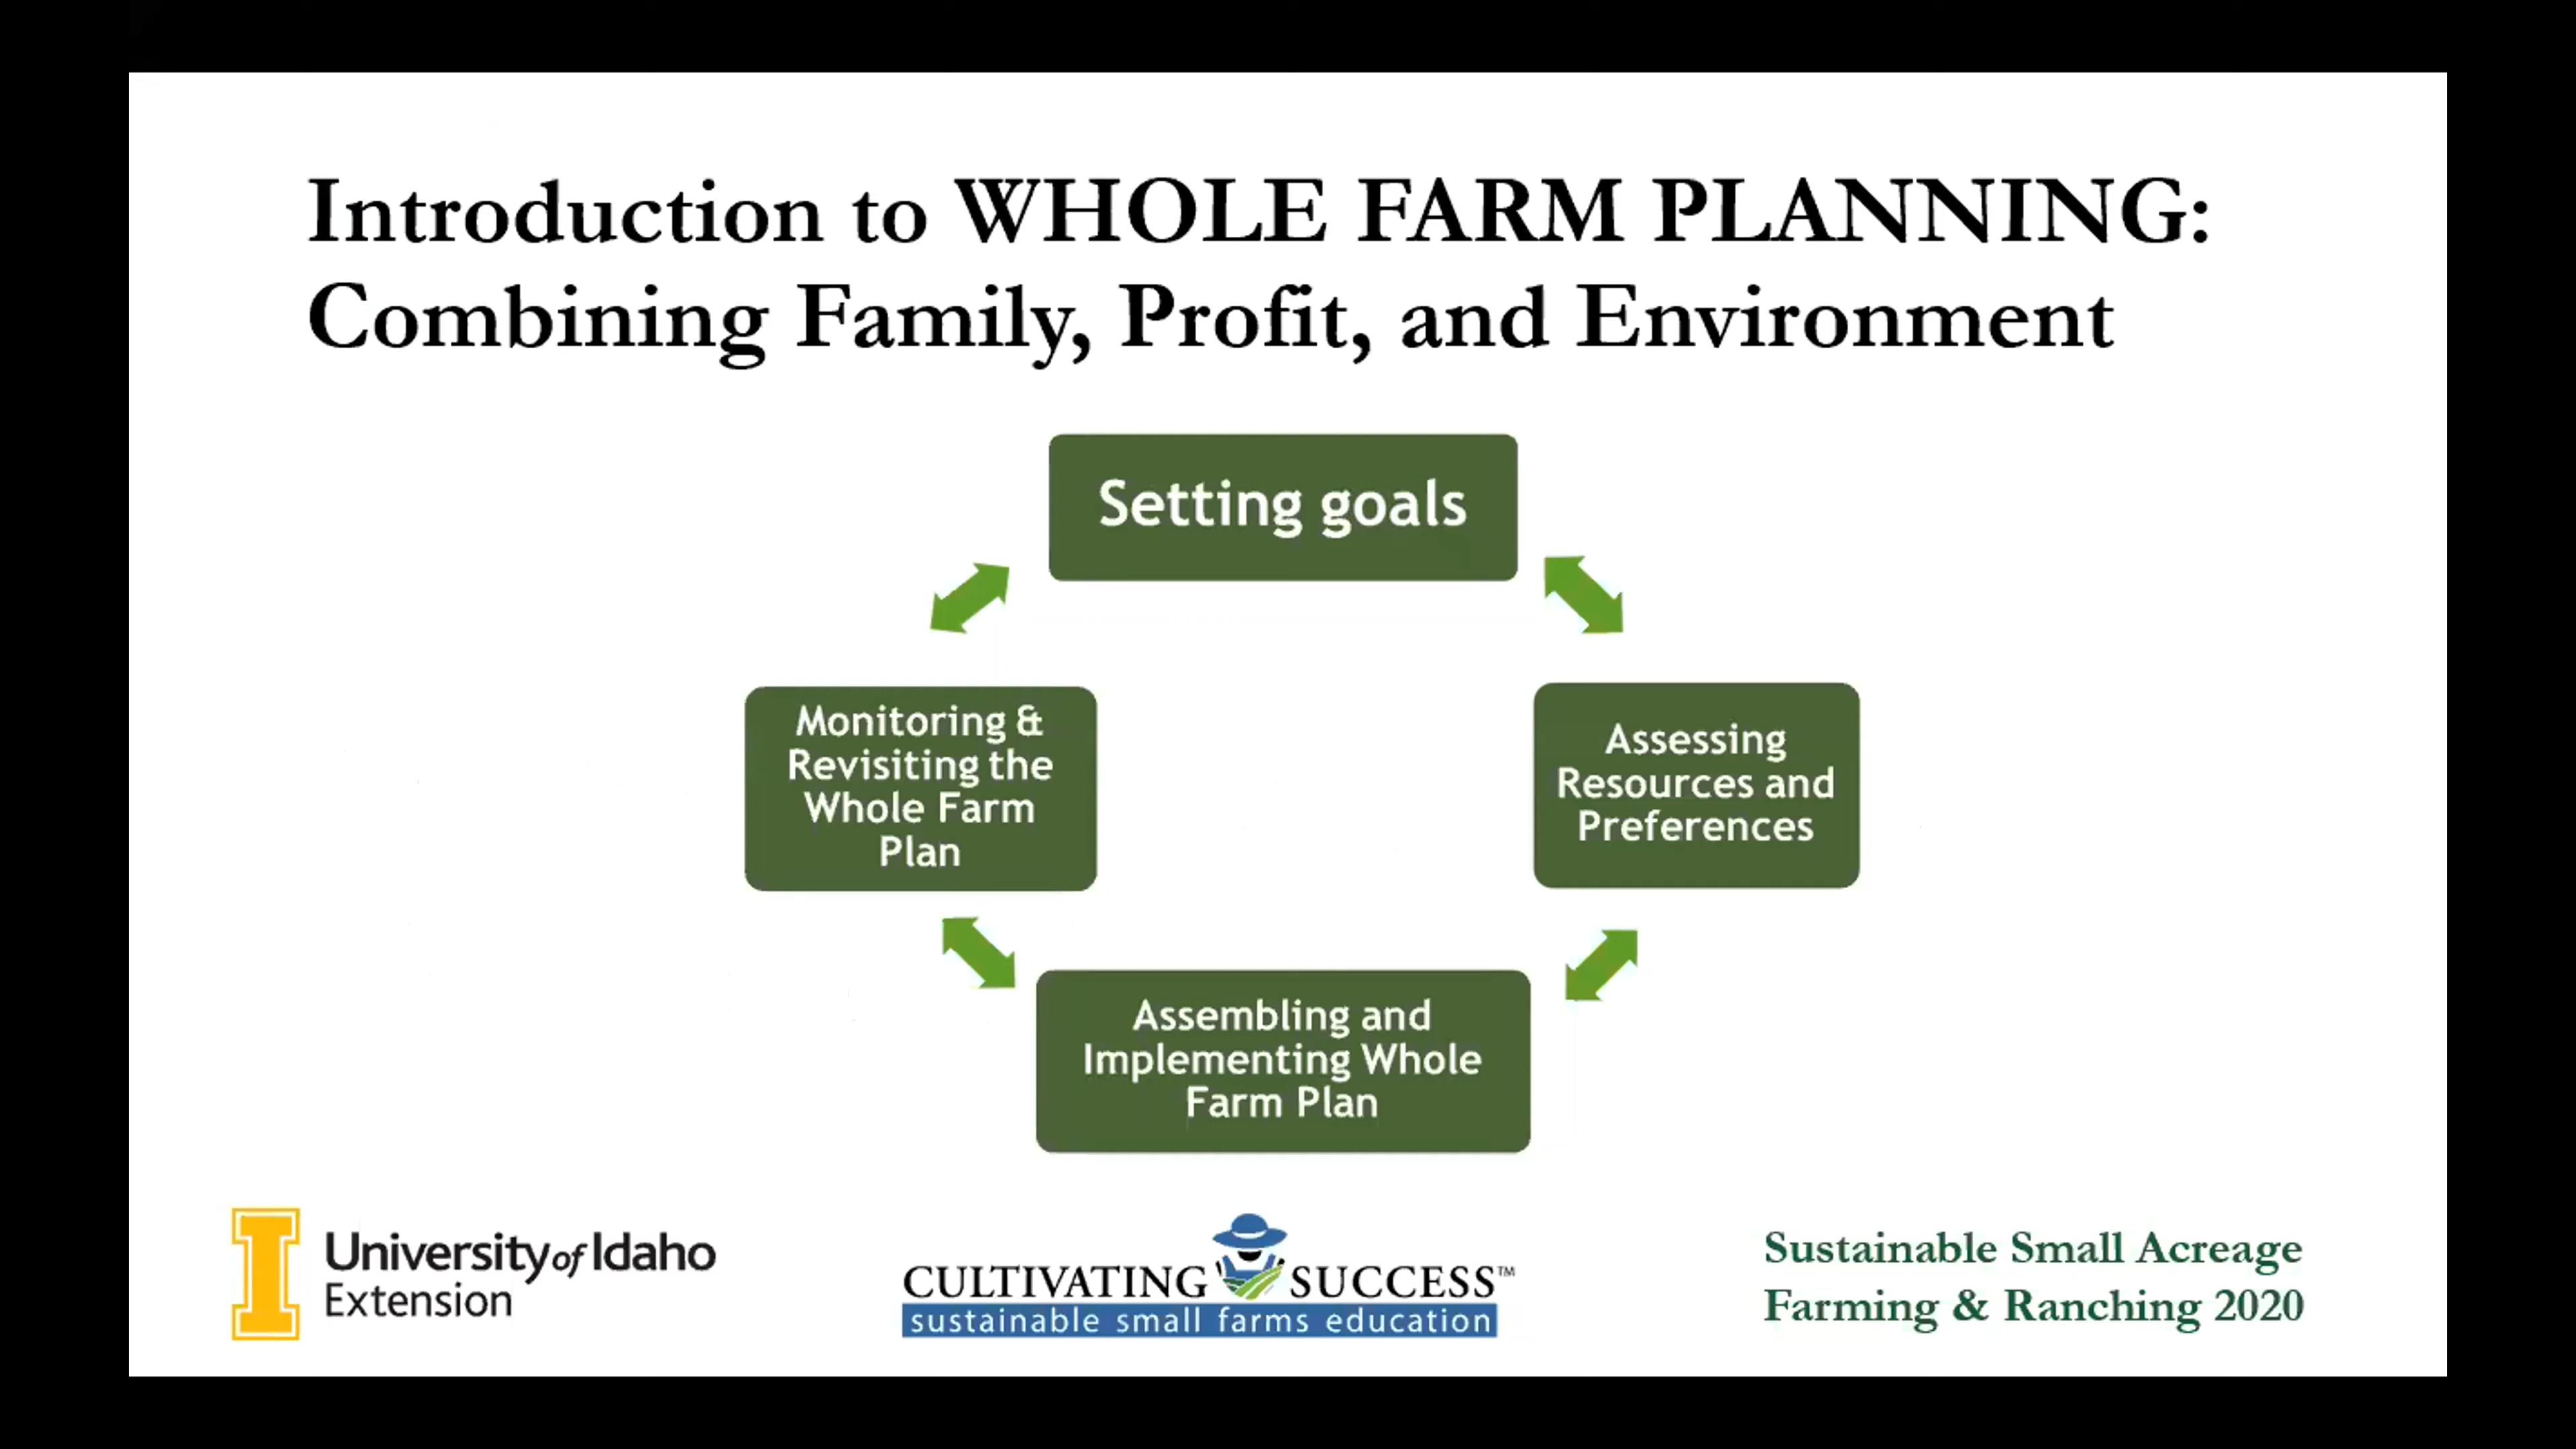 Introduction to WHOLE FARM PLANNING:
Combining Family, Profit, and Environment
Setting goals
Monitoring &
Revisiting the
Whole Farm
Plan
Assessing
Resources and
Preferences
Assembling and
Implementing Whole
Farm Plan
University of Idaho
Extension
CULTIVATING SUCCESS™
sustainable small farms education
Sustainable Small Acreage
Farming & Ranching 2020